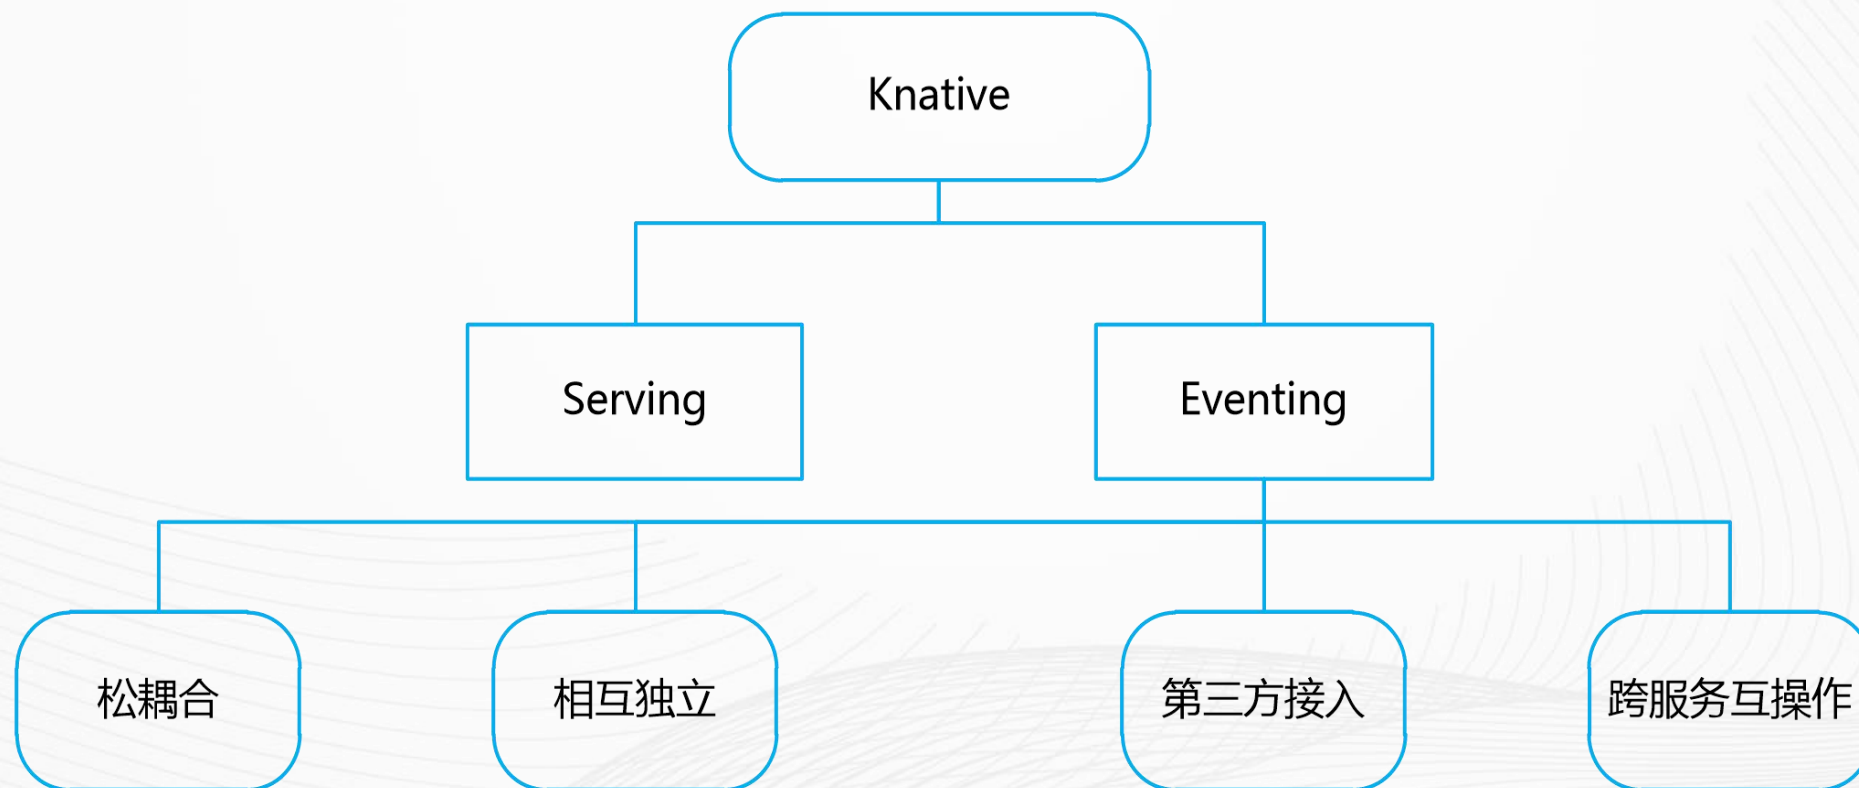 Knative
Serving
Eventing
松耦合
相互独立
第三方接入
跨服务互操作